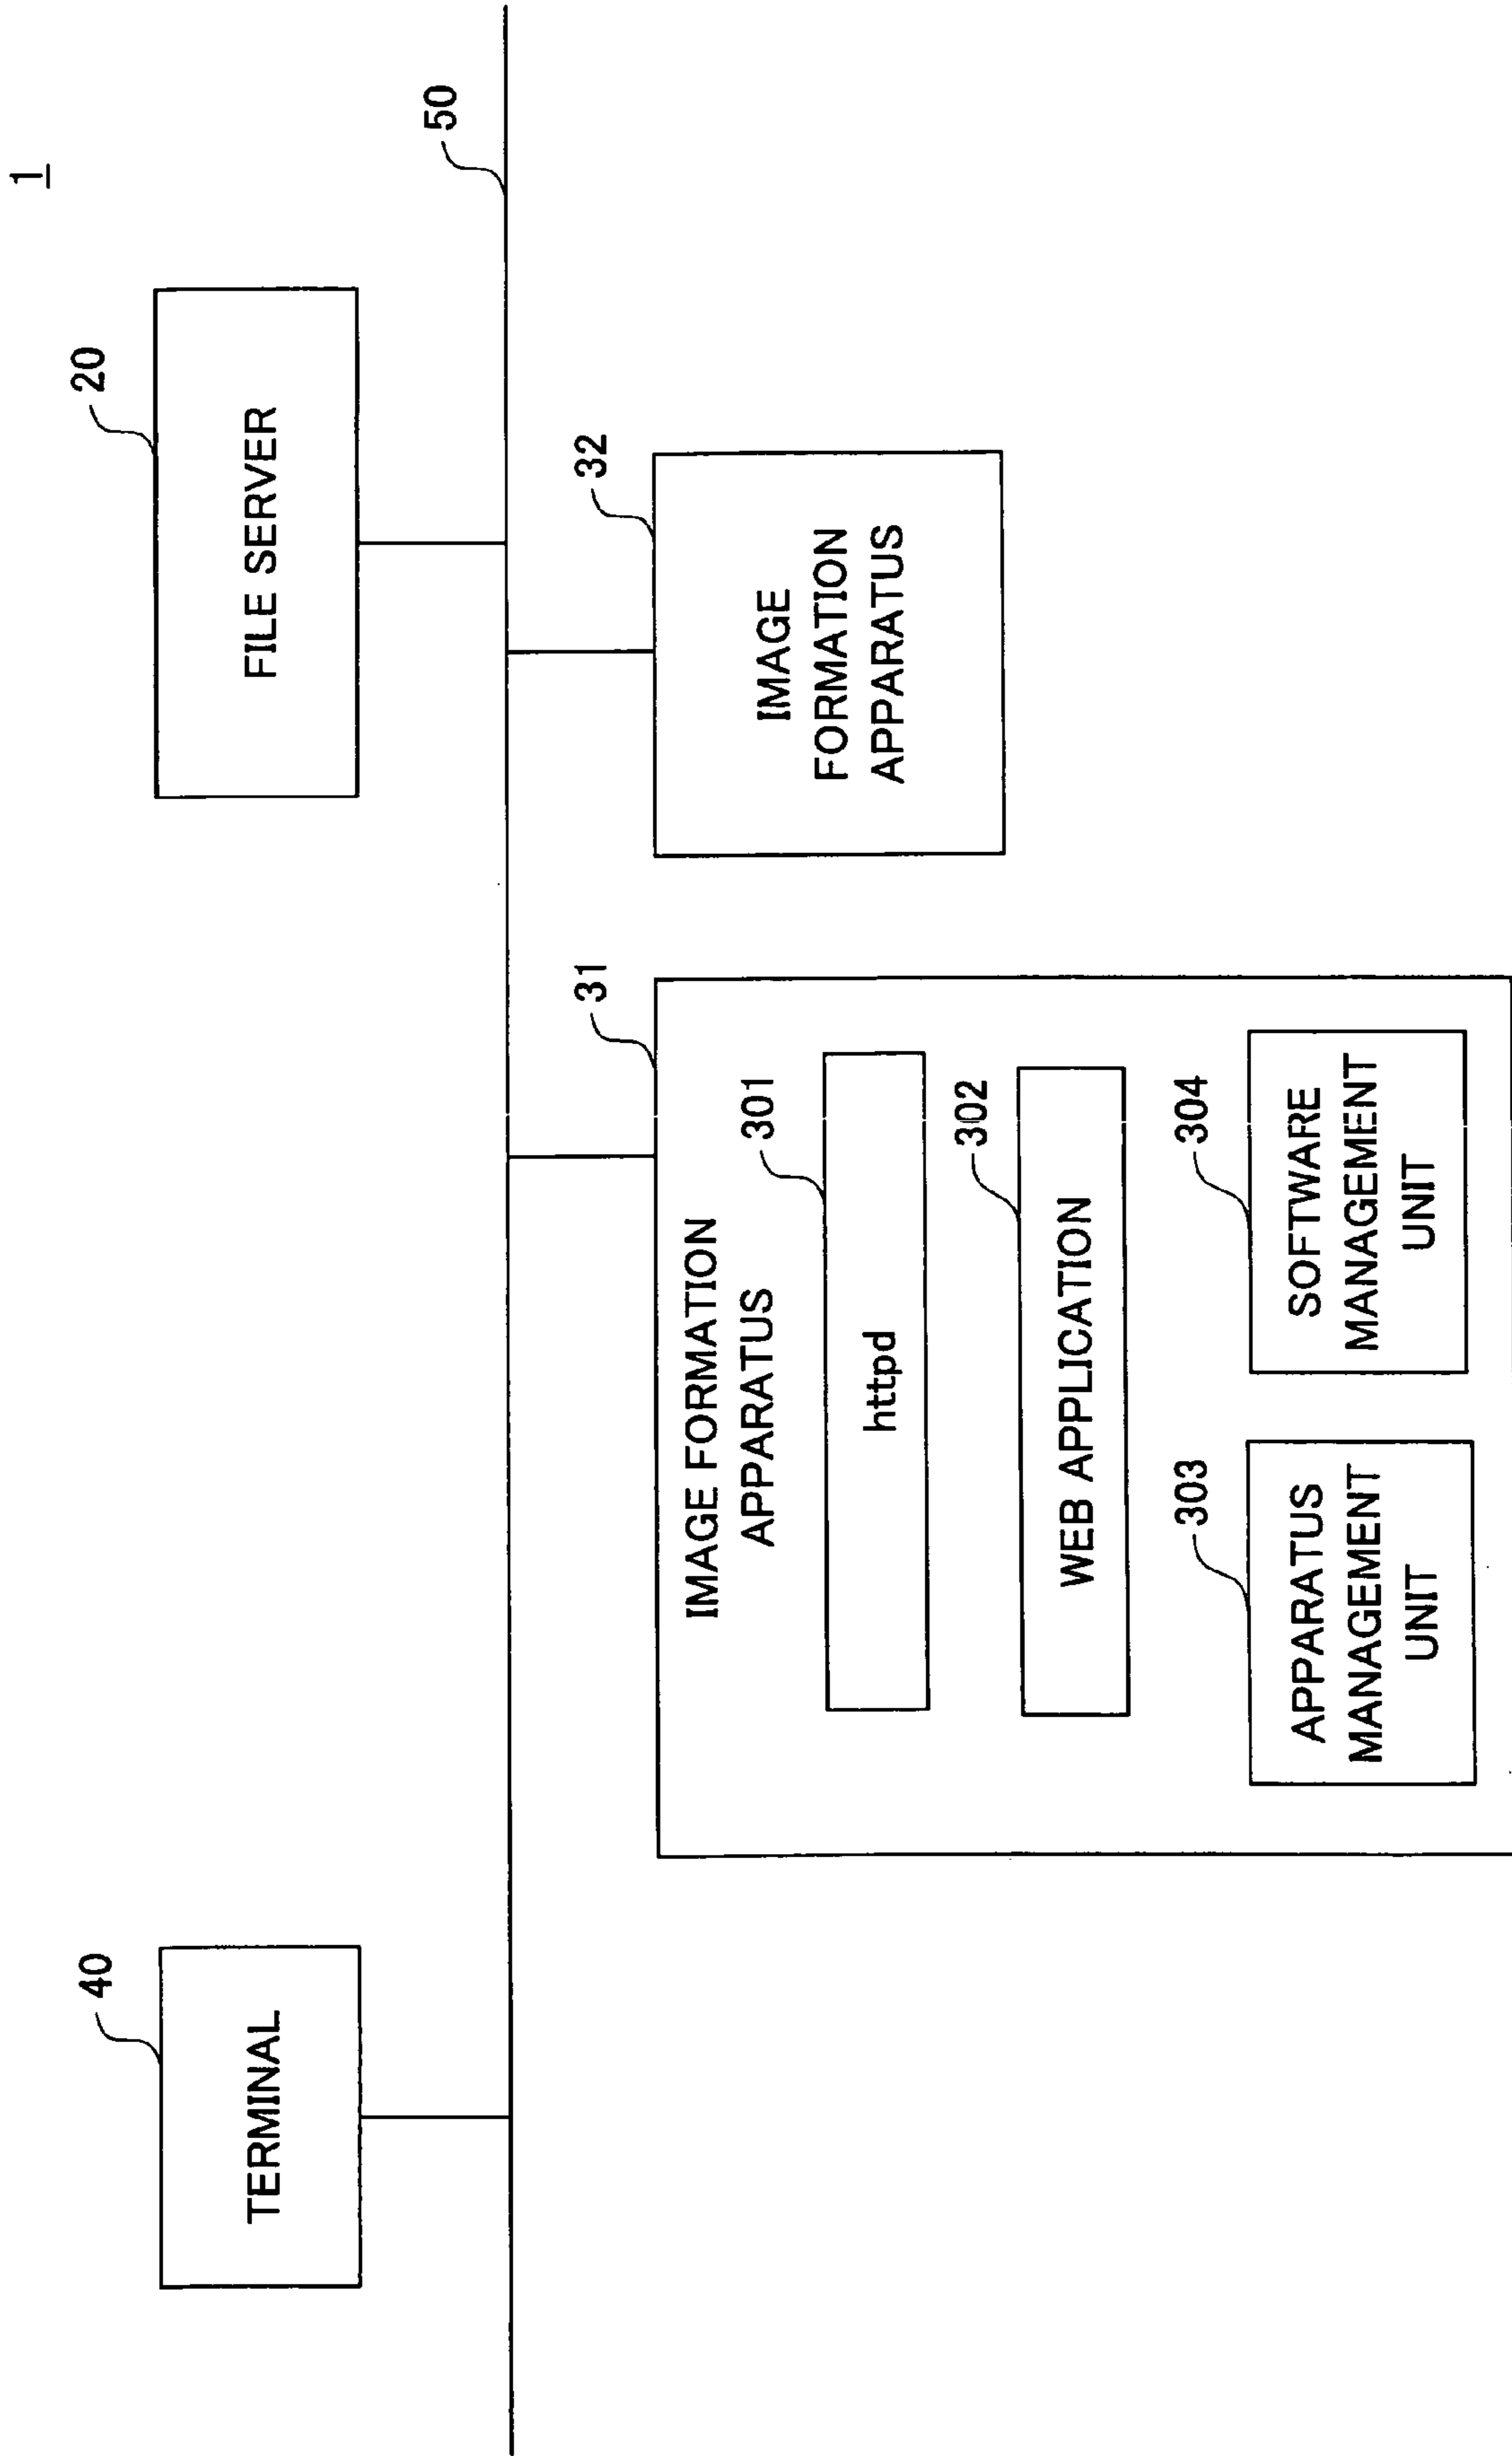 1
40
TERMINAL
20
FILE SERVER
50
31
IMAGE FORMATION
APPARATUS
301
httpd
302
WEB APPLICATION
303
APPARATUS
MANAGEMENT
UNIT
304
SOFTWARE
MANAGEMENT
UNIT
32
IMAGE
FORMATION
APPARATUS